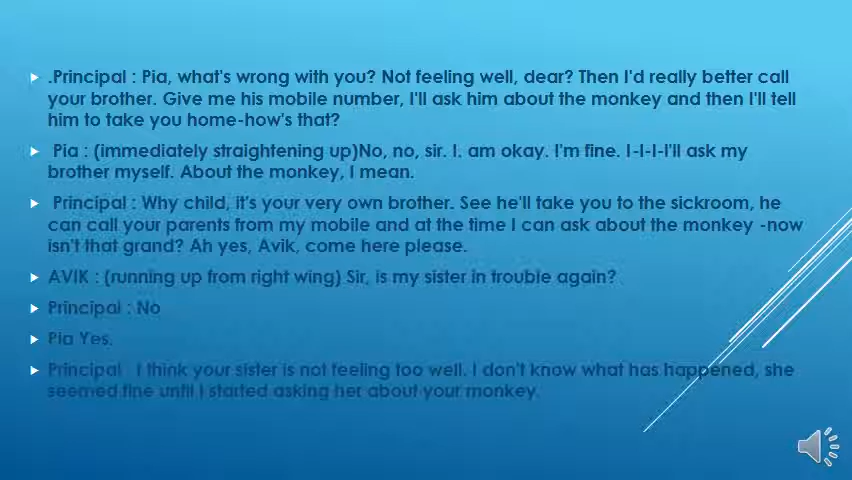 .Principal : Pia, what's wrong with you? Not feeling well, dear? Then I'd really better call
your brother. Give me his mobile number, I'll ask him about the monkey and then I'll tell
him to take you home-how's that?
Pia : (immediately straightening up)No, no, sir. I. am okay. I'm fine. I-I-I-I'll ask my
brother myself. About the monkey, I mean.
Principal : Why child, it's your very own brother. See he'll take you to the sickroom, he
can call your parents from my mobile and at the time I can ask about the monkey -now
isn't that grand? Ah yes, Avik, come here please.
AVIK : (running up from right wing) Sir, is my sister in trouble again?
Principal : No
Pia Yes.
Principal : I think your sister is not feeling too well. I don't know what has happened, she
seemed fine until I started asking her about your monkey.